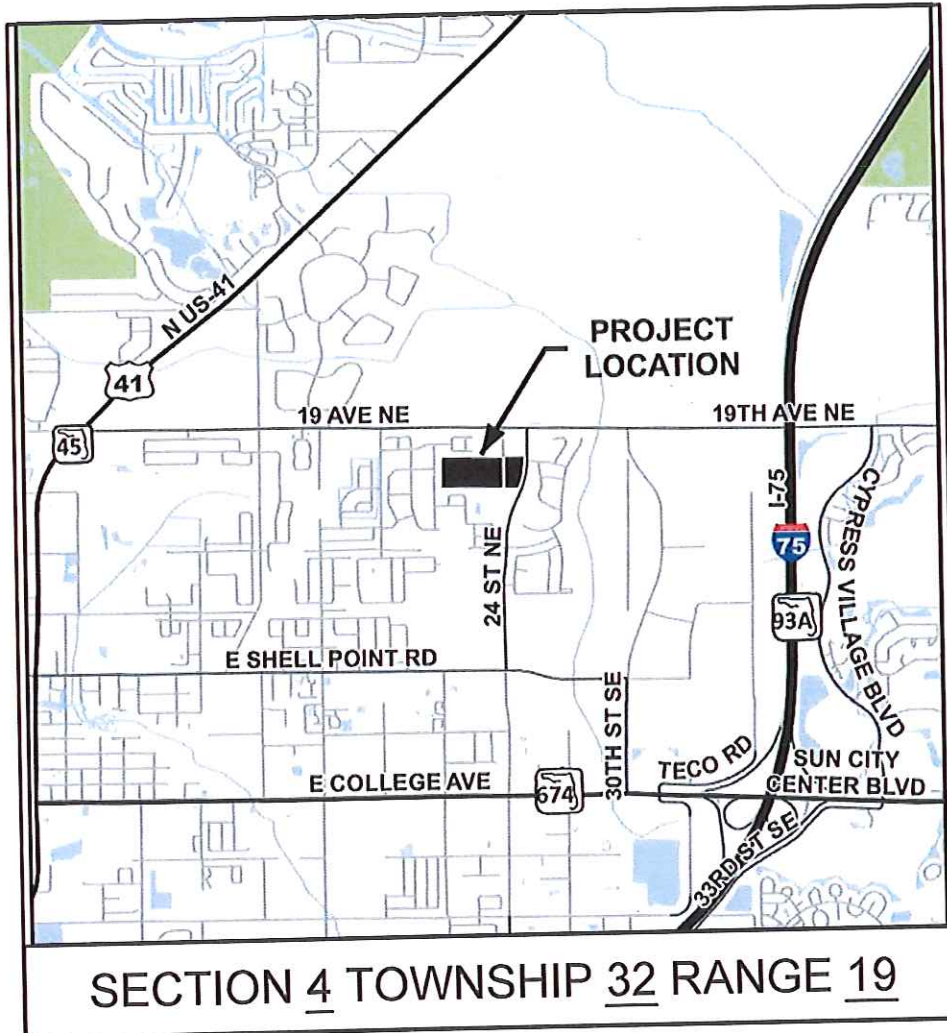 N US-41
41
45
PROJECT
LOCATION
19 AVE NE
19TH AVE NE
I-75
75
93A
CYPRESS VILLAGE BLVD
24 ST NE
E SHELL POINT RD
30TH ST SE
TECO RD
SUN CITY
CENTER BLVD
E COLLEGE AVE
674
33RD ST SE
SECTION 4 TOWNSHIP 32 RANGE 19